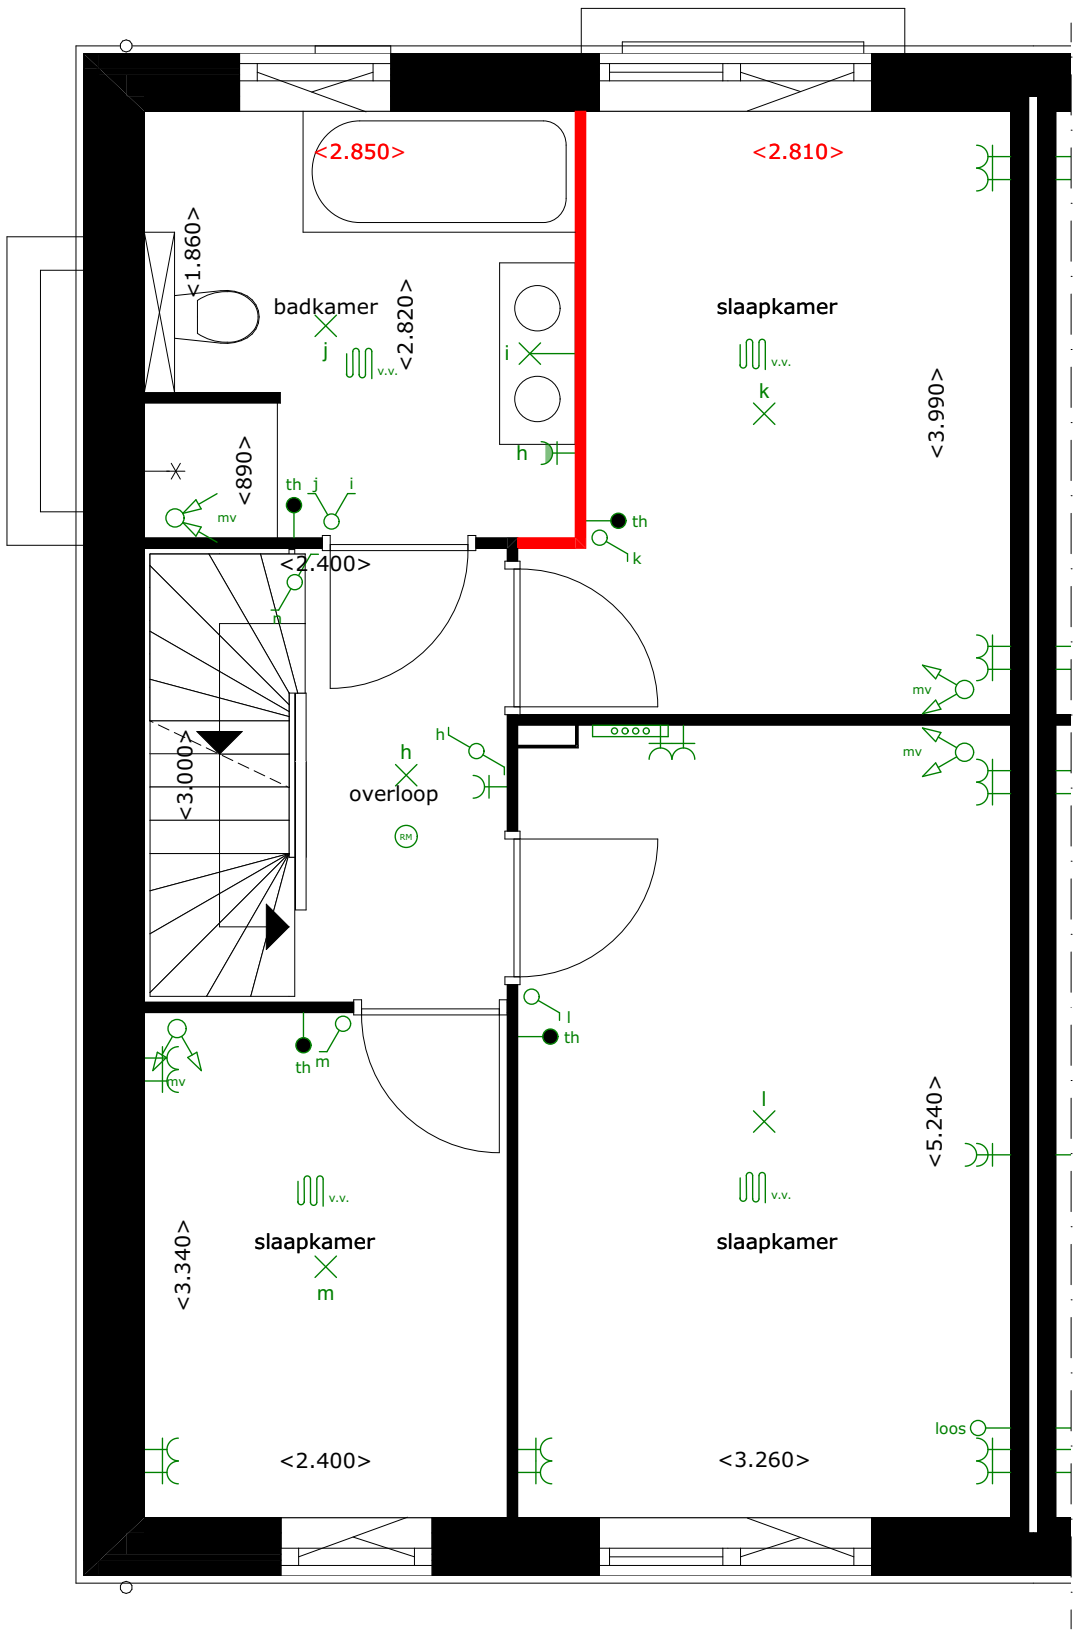 <2.850>
<2.810>
<1.860>
badkamer
<2.820>
slaapkamer
j
i
v.v.
v.v.
k
<3.990>
h
<890>
th
j
i
mv
th
k
<2.400>
n
mv
h
h
mv
<3.000>
overloop
RM
l
th
m
th
mv
l
<5.240>
v.v.
v.v.
slaapkamer
slaapkamer
<3.340>
m
loos
<2.400>
<3.260>